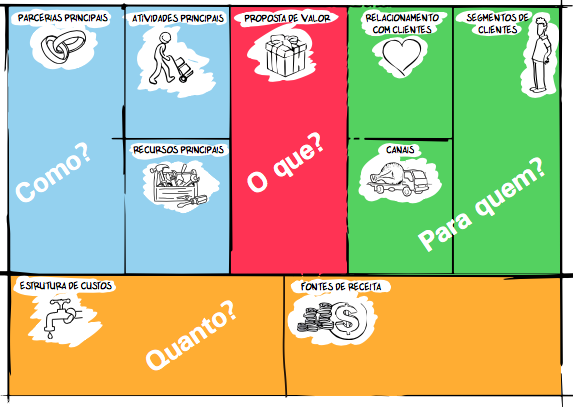 PARCERIAS PRINCIPAIS
ATIVIDADES PRINCIPAIS
PROPOSTA DE VALOR
RELACIONAMENTO
COM CLIENTES
SEGMENTOS DE
CLIENTES
Como?
RECURSOS PRINCIPAIS
O que?
CANAIS
Para quem?
ESTRUTURA DE CUSTOS
Quanto?
FONTES DE RECEITA
$